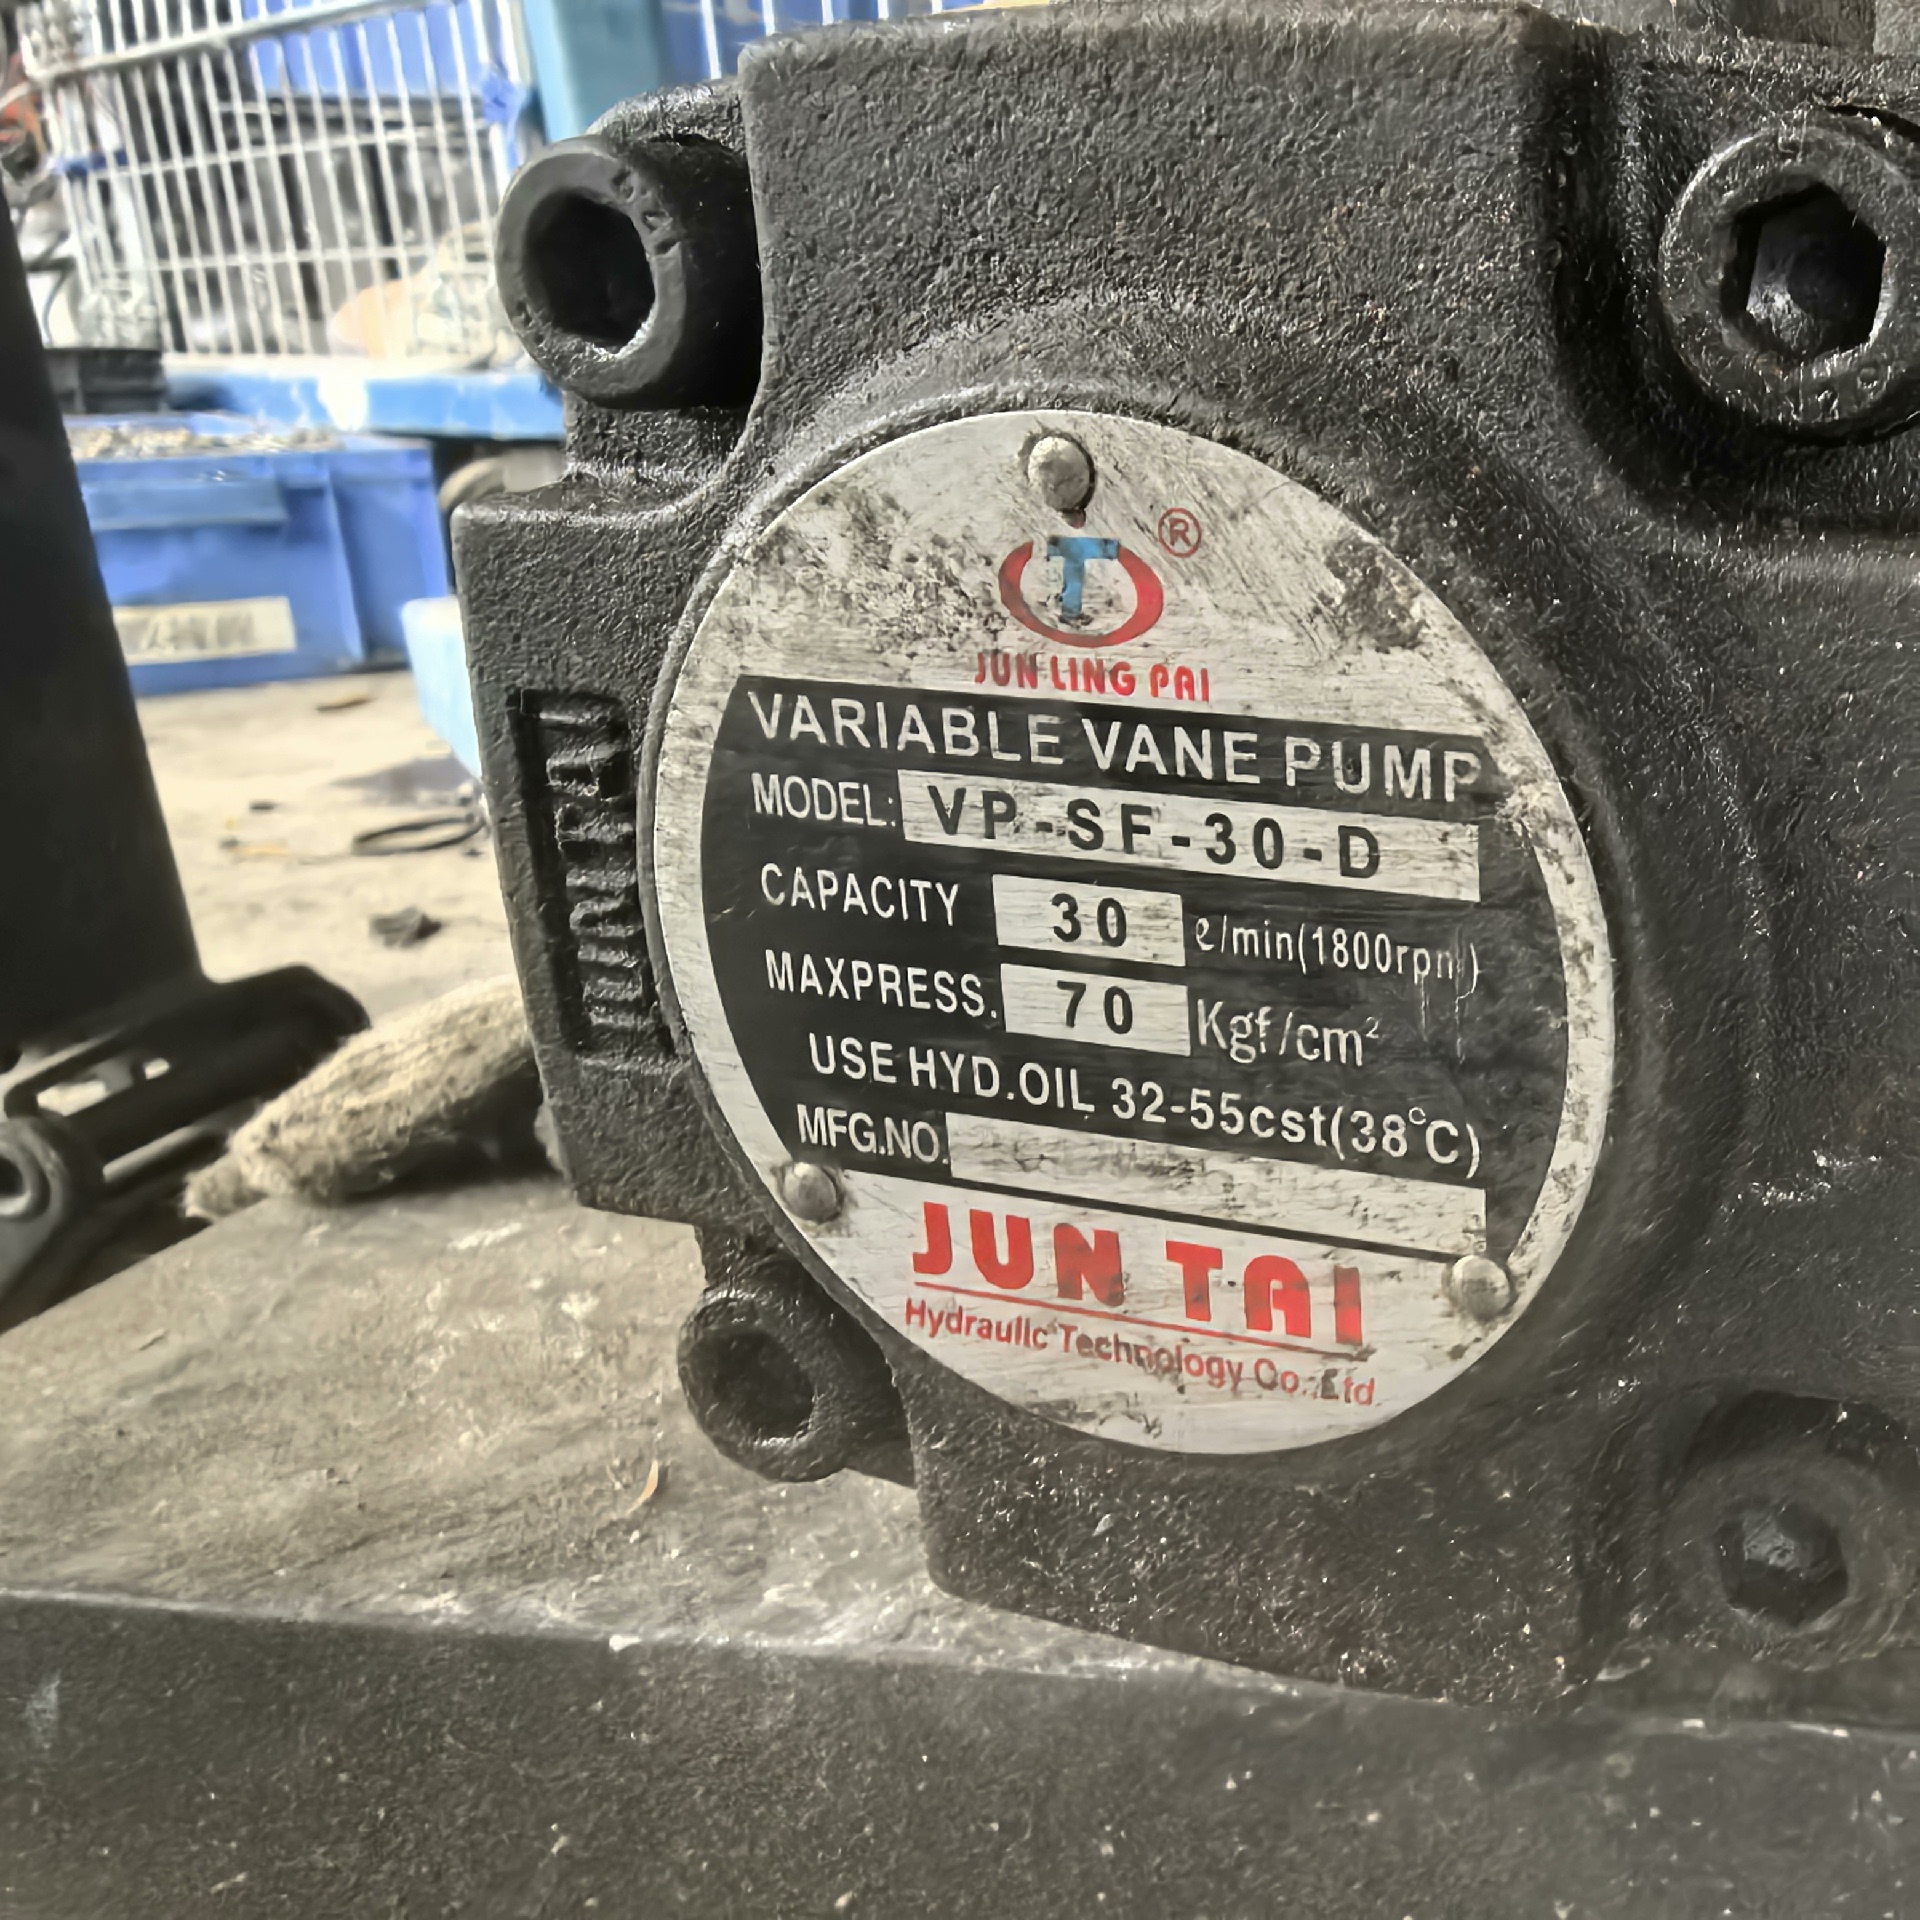 T ®
JUN LING PAI
VARIABLE VANE PUMP
MODEL: VP-SF-30-D
CAPACITY 30 e/min(1800rpm)
MAXPRESS. 70 Kgf/cm²
USE HYD.OIL 32-55cst(38°C)
MFG.NO.
JUN TAI
Hydraulic Technology Co.,Ltd